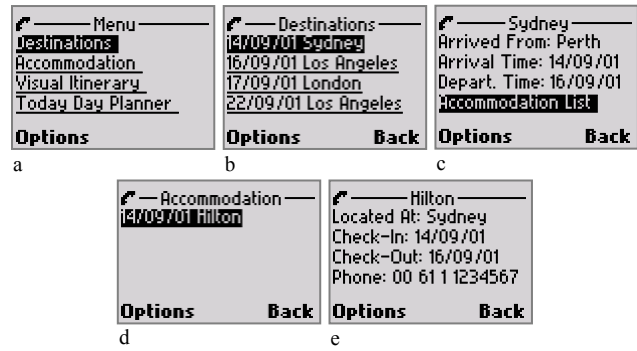 Menu
Destinations
Accommodation
Visual Itinerary
Today Day Planner
Options
a
Destinations
14/09/01 Sydney
16/09/01 Los Angeles
17/09/01 London
22/09/01 Los Angeles
Options Back
b
Sydney
Arrived From: Perth
Arrival Time: 14/09/01
Depart. Time: 16/09/01
Accommodation List
Options Back
c
Accommodation
14/09/01 Hilton
Options Back
d
Hilton
Located At: Sydney
Check-In: 14/09/01
Check-Out: 16/09/01
Phone: 00 61 1 1234567
Options Back
e